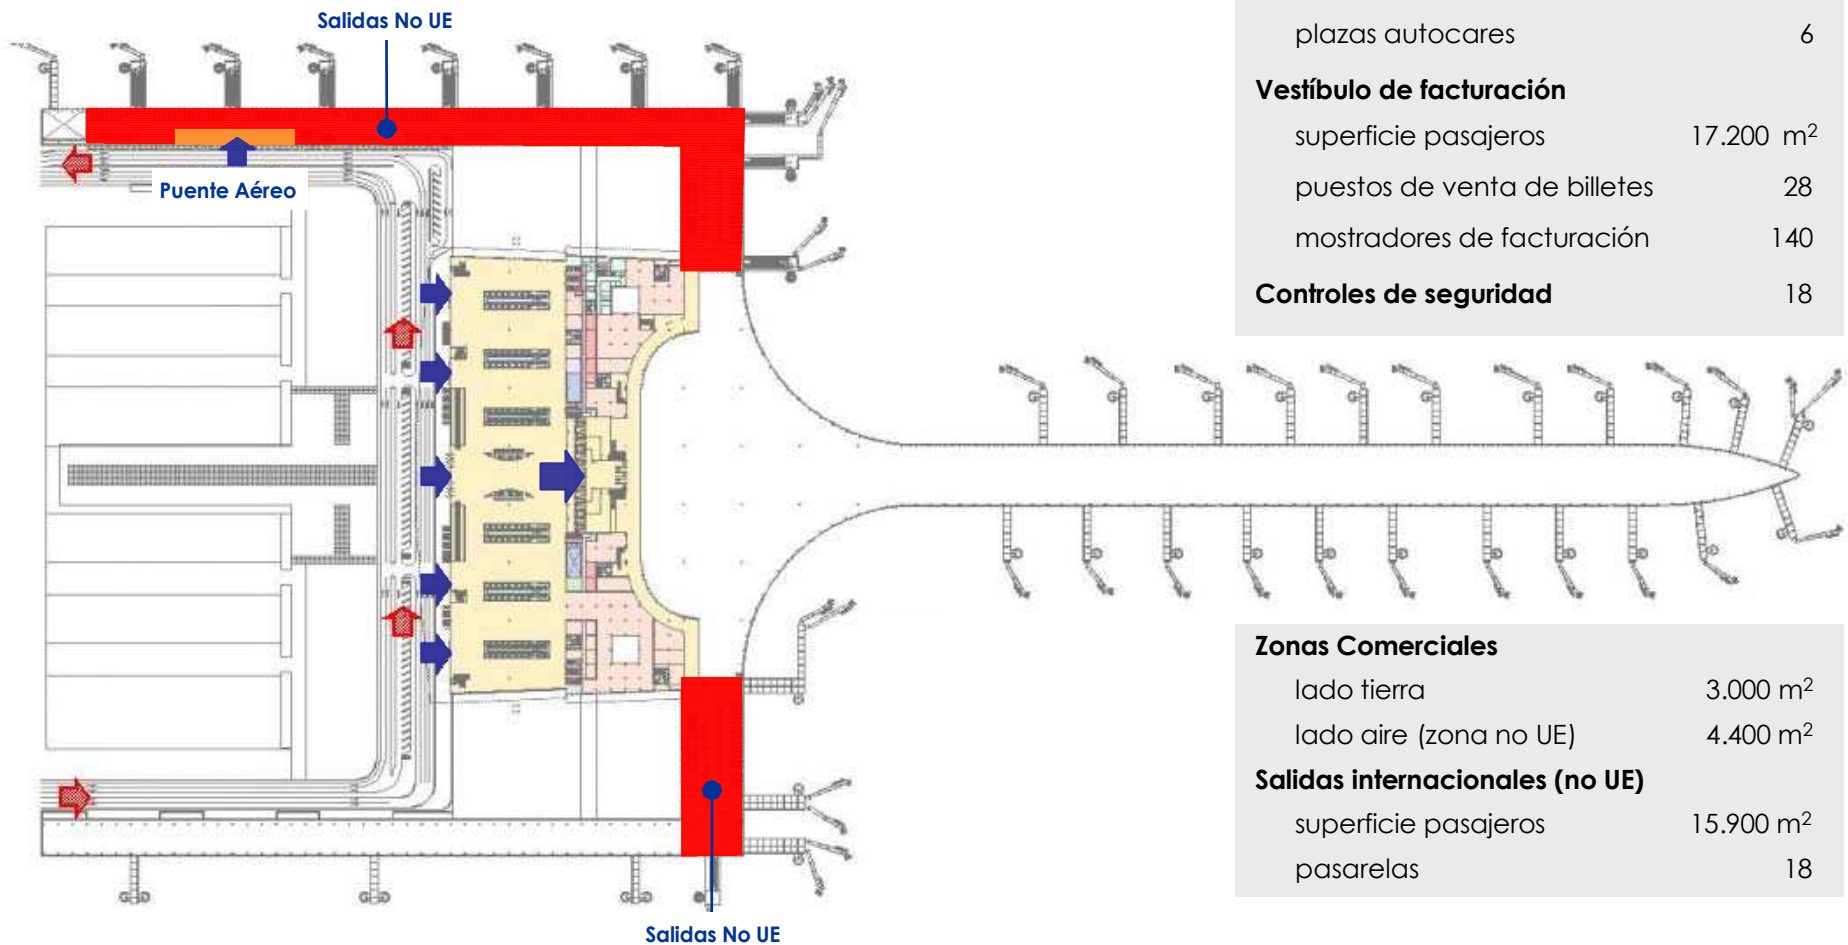 Salidas No UE
Puente Aéreo
Salidas No UE
plazas autocares 6
Vestíbulo de facturación
superficie pasajeros 17.200 m²
puestos de venta de billetes 28
mostradores de facturación 140
Controles de seguridad 18
Zonas Comerciales
lado tierra 3.000 m²
lado aire (zona no UE) 4.400 m²
Salidas internacionales (no UE)
superficie pasajeros 15.900 m²
pasarelas 18